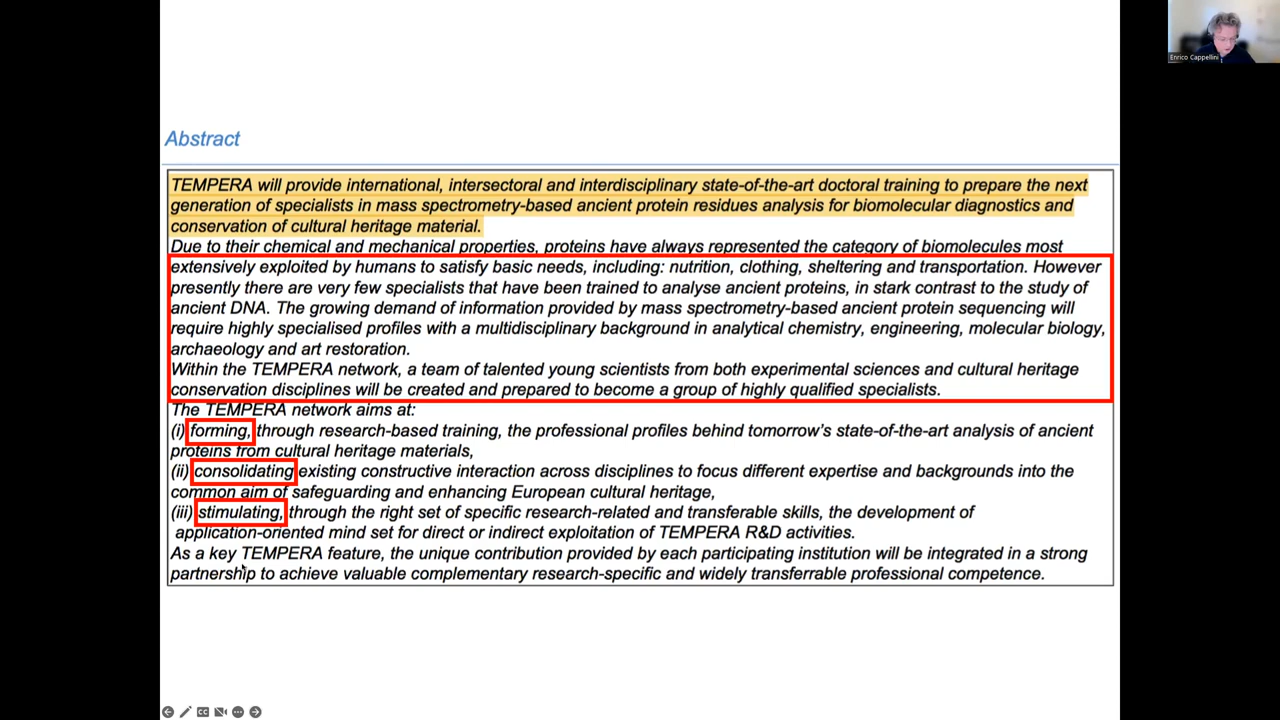 Enrico Cappellini
Abstract
TEMPERA will provide international, intersectoral and interdisciplinary state-of-the-art doctoral training to prepare the next
generation of specialists in mass spectrometry-based ancient protein residues analysis for biomolecular diagnostics and
conservation of cultural heritage material.
Due to their chemical and mechanical properties, proteins have always represented the category of biomolecules most
extensively exploited by humans to satisfy basic needs, including: nutrition, clothing, sheltering and transportation. However
presently there are very few specialists that have been trained to analyse ancient proteins, in stark contrast to the study of
ancient DNA. The growing demand of information provided by mass spectrometry-based ancient protein sequencing will
require highly specialised profiles with a multidisciplinary background in analytical chemistry, engineering, molecular biology,
archaeology and art restoration.
Within the TEMPERA network, a team of talented young scientists from both experimental sciences and cultural heritage
conservation disciplines will be created and prepared to become a group of highly qualified specialists.
The TEMPERA network aims at:
(i) forming, through research-based training, the professional profiles behind tomorrow's state-of-the-art analysis of ancient
proteins from cultural heritage materials,
(ii) consolidating existing constructive interaction across disciplines to focus different expertise and backgrounds into the
common aim of safeguarding and enhancing European cultural heritage,
(iii) stimulating, through the right set of specific research-related and transferable skills, the development of
application-oriented mind set for direct or indirect exploitation of TEMPERA R&D activities.
As a key TEMPERA feature, the unique contribution provided by each participating institution will be integrated in a strong
partnership to achieve valuable complementary research-specific and widely transferrable professional competence.
CC